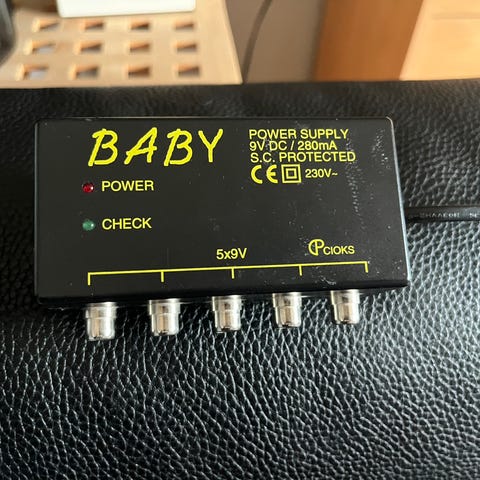 BABY
POWER SUPPLY
9V DC / 280mA
S.C. PROTECTED
CE 230V~
POWER
CHECK
5x9V
CIOKS